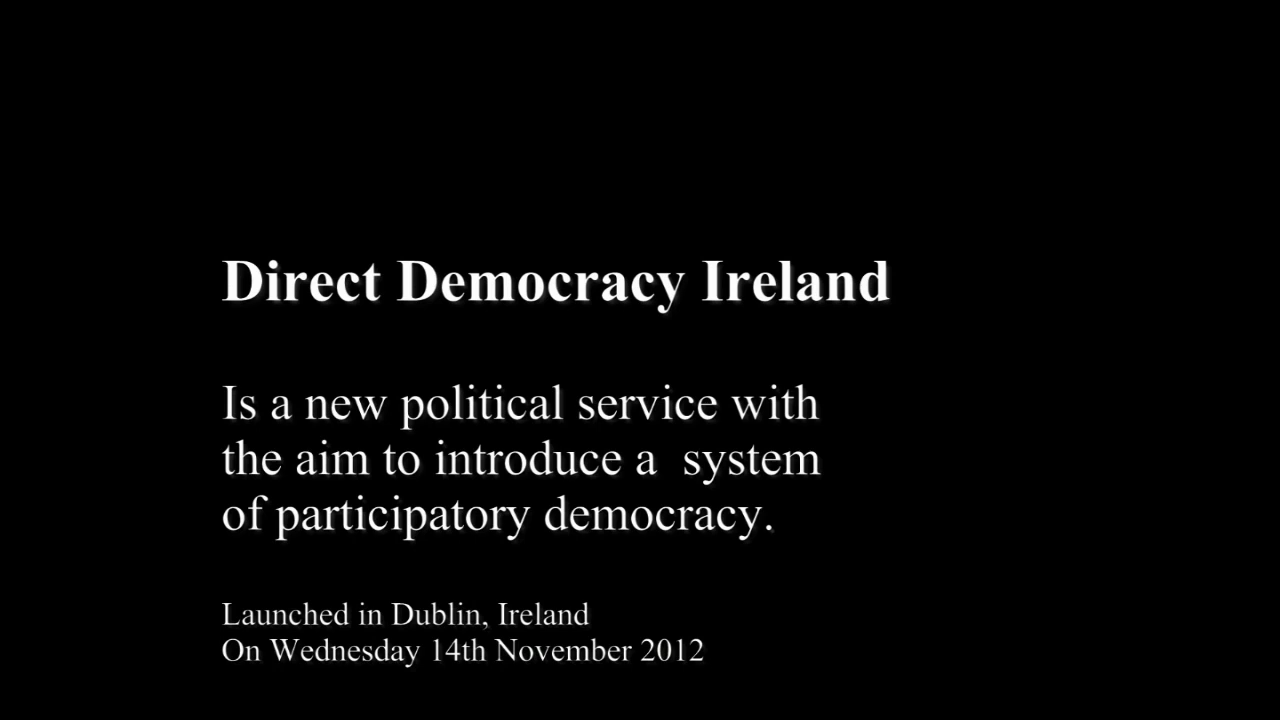 Direct Democracy Ireland
Is a new political service with
the aim to introduce a  system
of participatory democracy.
Launched in Dublin, Ireland
On Wednesday 14th November 2012